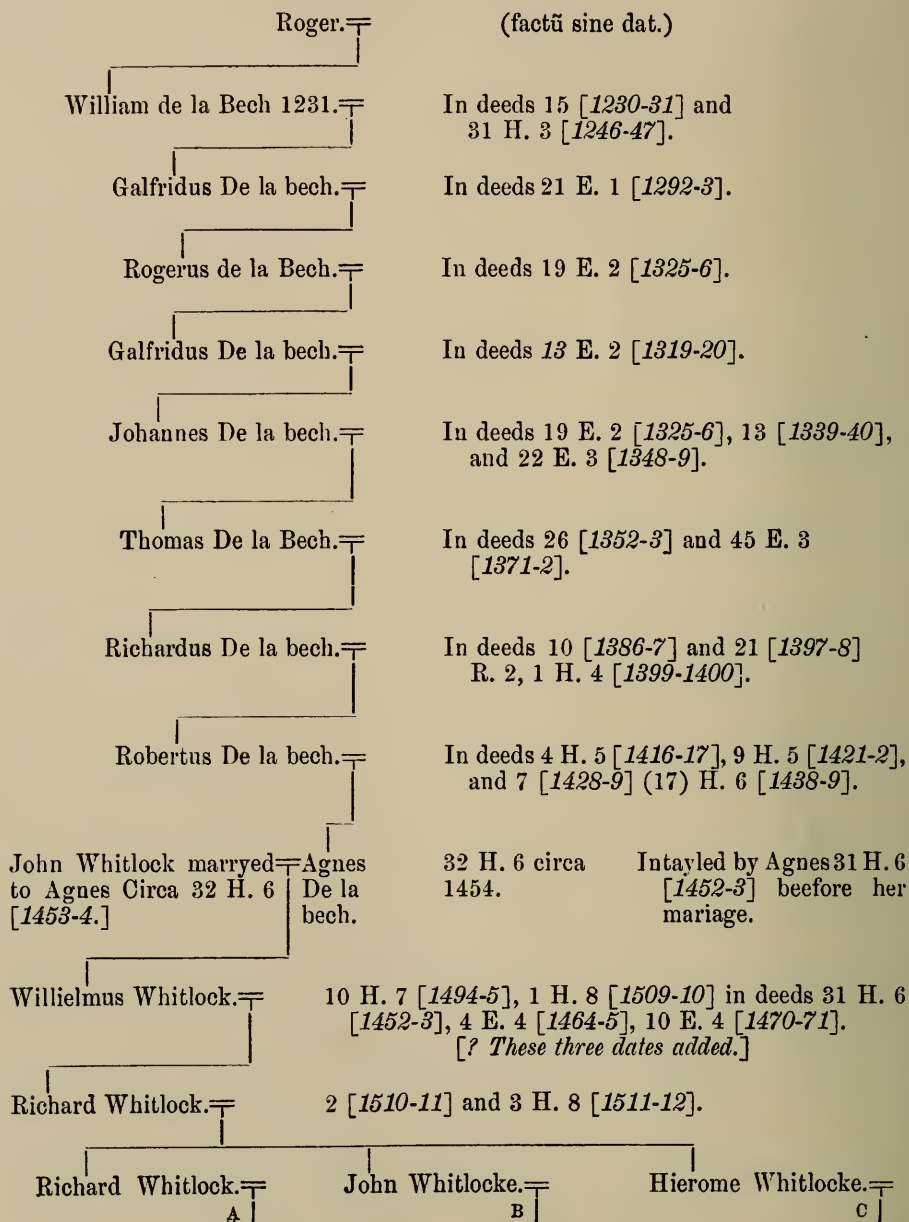 Roger. (factū sine dat.)
William de la Bech 1231. In deeds 15 [1230-31] and
31 H. 3 [1246-47].
Galfridus De la bech. In deeds 21 E. 1 [1292-3].
Rogerus de la Bech. In deeds 19 E. 2 [1325-6].
Galfridus De la bech. In deeds 13 E. 2 [1319-20].
Johannes De la bech. In deeds 19 E. 2 [1325-6], 13 [1339-40],
and 22 E. 3 [1348-9].
Thomas De la Bech. In deeds 26 [1352-3] and 45 E. 3
[1371-2].
Richardus De la bech. In deeds 10 [1386-7] and 21 [1397-8]
R. 2, 1 H. 4 [1399-1400].
Robertus De la bech. In deeds 4 H. 5 [1416-17], 9 H. 5 [1421-2],
and 7 [1428-9] (17) H. 6 [1438-9].
John Whitlock marryed
to Agnes Circa 32 H. 6
[1453-4.]
Agnes
De la
bech.
32 H. 6 circa
1454.
Intayled by Agnes 31 H. 6
[1452-3] beefore her
mariage.
Willielmus Whitlock. 10 H. 7 [1494-5], 1 H. 8 [1509-10] in deeds 31 H. 6
[1452-3], 4 E. 4 [1464-5], 10 E. 4 [1470-71].
[? These three dates added.]
Richard Whitlock. 2 [1510-11] and 3 H. 8 [1511-12].
Richard Whitlock. John Whitlocke. Hierome Whitlocke.
A B C